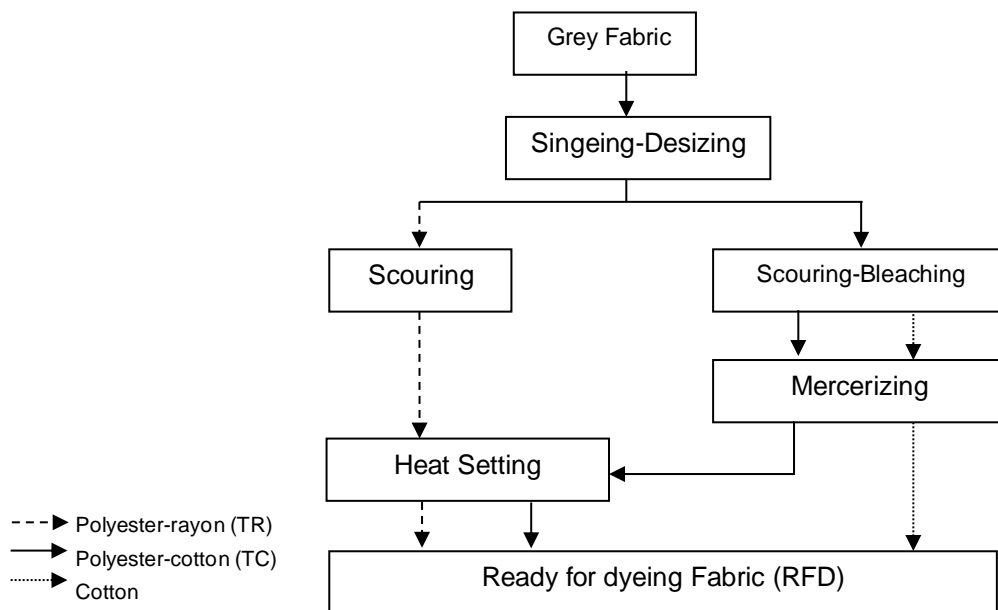 Grey Fabric
Singeing-Desizing
Scouring
Scouring-Bleaching
Mercerizing
Heat Setting
Polyester-rayon (TR)
Polyester-cotton (TC)
Cotton
Ready for dyeing Fabric (RFD)